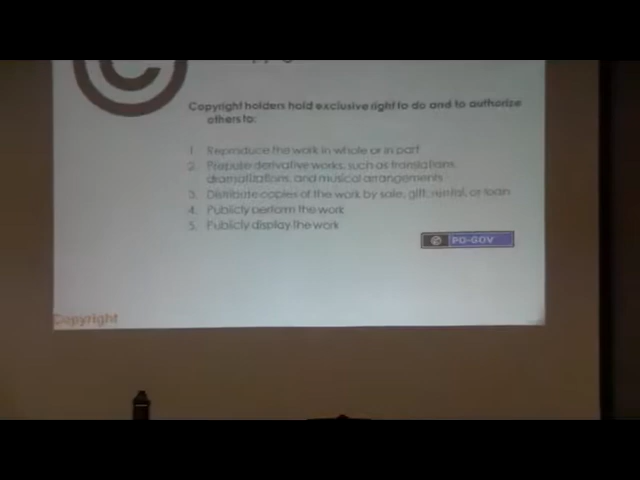 Copyright holders hold exclusive right to do and to authorize
others to:
1. Reproduce the work in whole or in part
2. Prepare derivative works, such as translations,
dramatizations, and musical arrangements
3. Distribute copies of the work by sale, gift, rental, or loan
4. Publicly perform the work
5. Publicly display the work
PD-GOV
Copyright